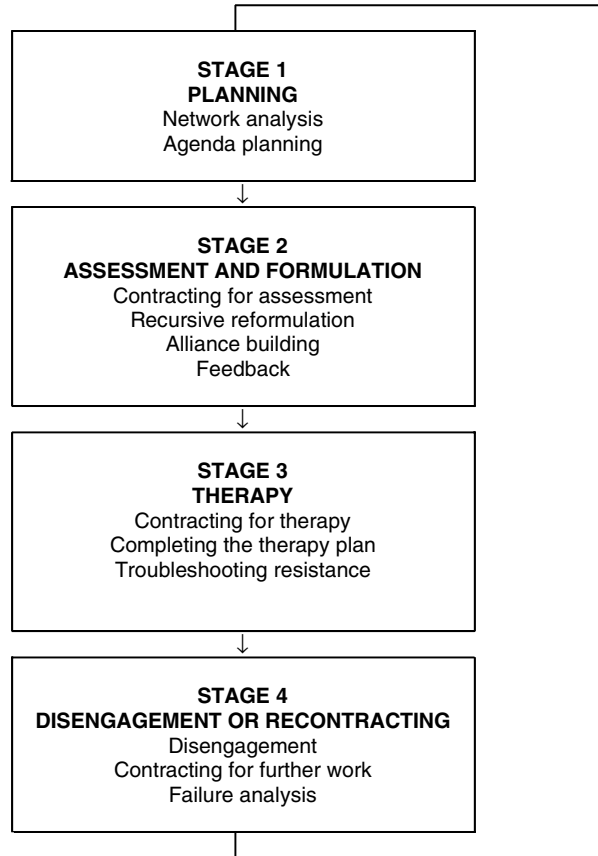 STAGE 1
PLANNING
Network analysis
Agenda planning
STAGE 2
ASSESSMENT AND FORMULATION
Contracting for assessment
Recursive reformulation
Alliance building
Feedback
STAGE 3
THERAPY
Contracting for therapy
Completing the therapy plan
Troubleshooting resistance
STAGE 4
DISENGAGEMENT OR RECONTRACTING
Disengagement
Contracting for further work
Failure analysis